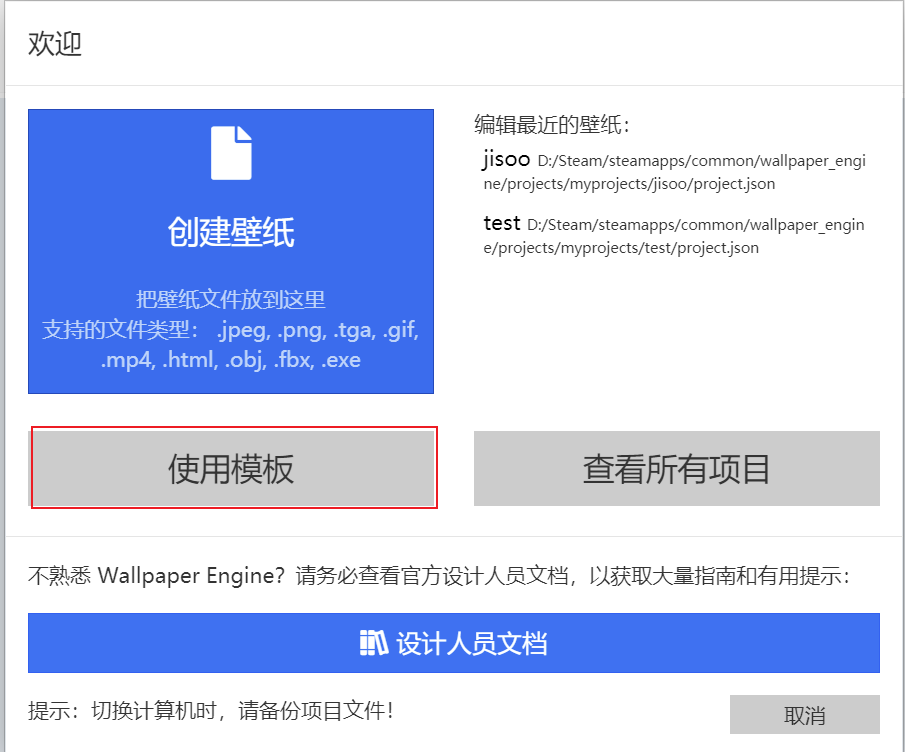 欢迎
创建壁纸
把壁纸文件放到这里
支持的文件类型： .jpeg, .png, .tga, .gif,
.mp4, .html, .obj, .fbx, .exe
编辑最近的壁纸：
jisoo D:/Steam/steamapps/common/wallpaper_engi
ne/projects/myprojects/jisoo/project.json
test D:/Steam/steamapps/common/wallpaper_engin
e/projects/myprojects/test/project.json
使用模板
查看所有项目
不熟悉 Wallpaper Engine？请务必查看官方设计人员文档，以获取大量指南和有用提示：
设计人员文档
提示：切换计算机时，请备份项目文件！
取消